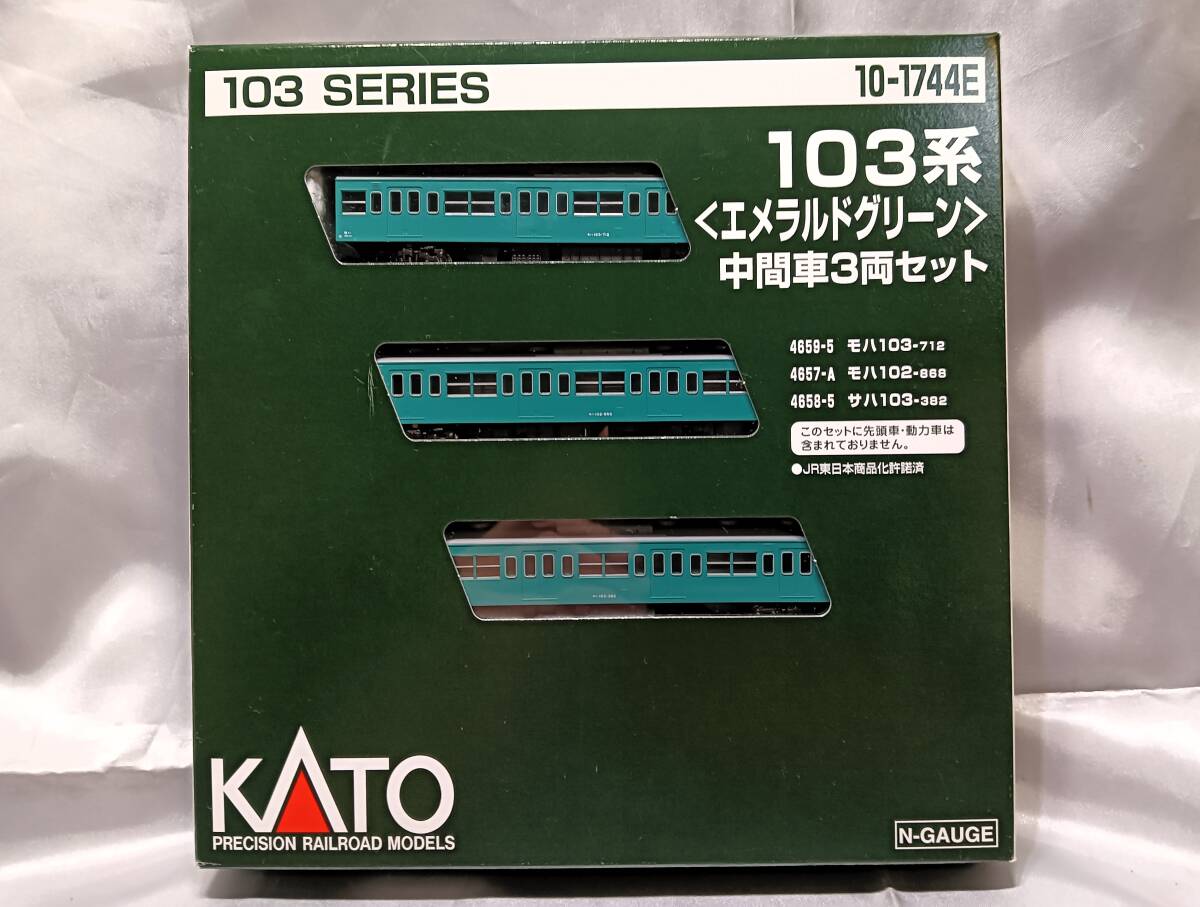 103 SERIES
10-1744E
103系
<エメラルドグリーン>
中間車3両セット
4659-5 モハ103-712
4657-A モハ102-868
4658-5 サハ103-382
このセットに先頭車・動力車は
含まれておりません。
●JR東日本商品化許諾済
KATO
PRECISION RAILROAD MODELS
N-GAUGE